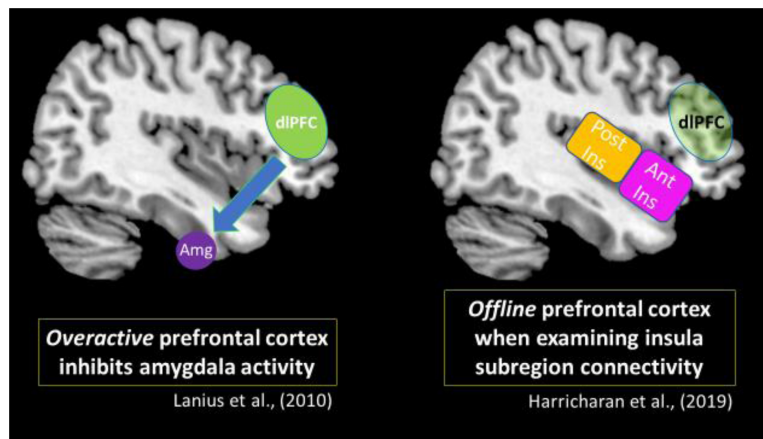 dlPFC
Amg
Overactive prefrontal cortex
inhibits amygdala activity
Lanius et al., (2010)
dlPFC
Post
Ins
Ant
Ins
Offline prefrontal cortex
when examining insula
subregion connectivity
Harricharan et al., (2019)